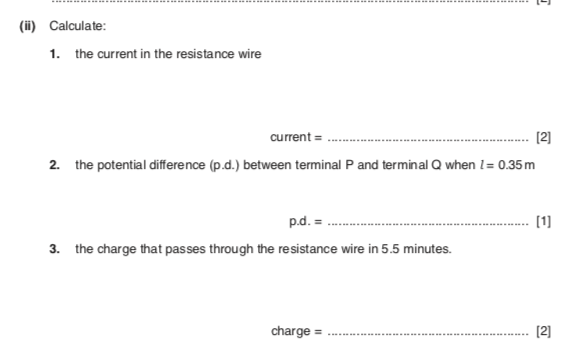 (ii) Calculate:
1. the current in the resistance wire
current = ........................................................ [2]
2. the potential difference (p.d.) between terminal P and terminal Q when l = 0.35 m
p.d. = ........................................................ [1]
3. the charge that passes through the resistance wire in 5.5 minutes.
charge = ........................................................ [2]